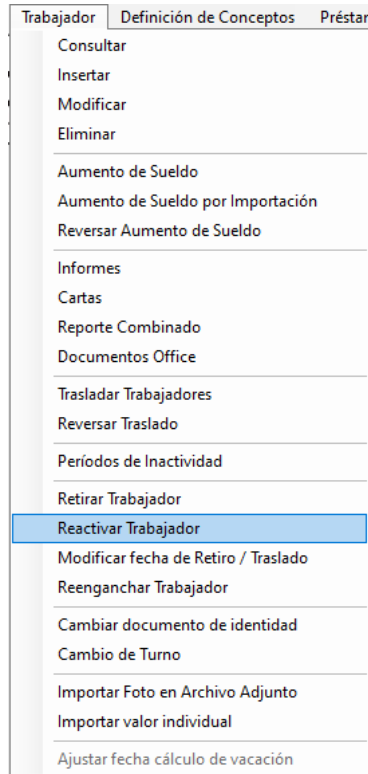 Trabajador Definición de Conceptos Préstar
Consultar
Insertar
Modificar
Eliminar
Aumento de Sueldo
Aumento de Sueldo por Importación
Reversar Aumento de Sueldo
Informes
Cartas
Reporte Combinado
Documentos Office
Trasladar Trabajadores
Reversar Traslado
Períodos de Inactividad
Retirar Trabajador
Reactivar Trabajador
Modificar fecha de Retiro / Traslado
Reenganchar Trabajador
Cambiar documento de identidad
Cambio de Turno
Importar Foto en Archivo Adjunto
Importar valor individual
Ajustar fecha cálculo de vacación